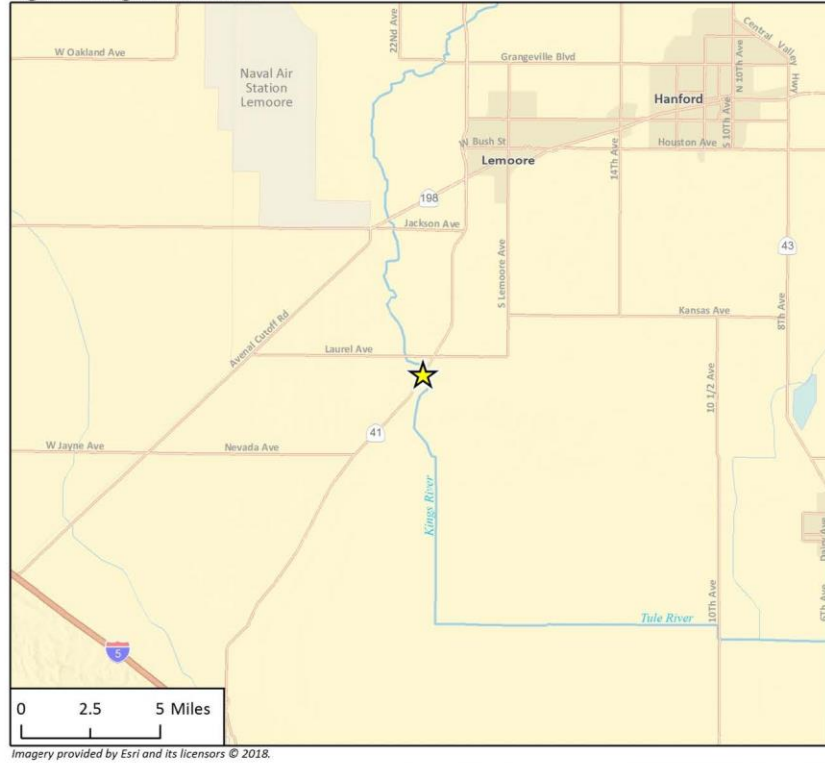 W Oakland Ave
22Nd Ave
Grangeville Blvd
Central Valley Hwy
N 10Th Ave
Naval Air
Station
Lemoore
Hanford
W Bush St
Lemoore
14Th Ave
Houston Ave
S 10Th Ave
198
Jackson Ave
43
S Lemoore Ave
8Th Ave
Kansas Ave
Avenal Cutoff Rd
Laurel Ave
10 1/2 Ave
41
W Jayne Ave
Nevada Ave
Kings River
10Th Ave
Tule River
6Th Ave
5
0 2.5 5 Miles
Imagery provided by Esri and its licensors © 2018.